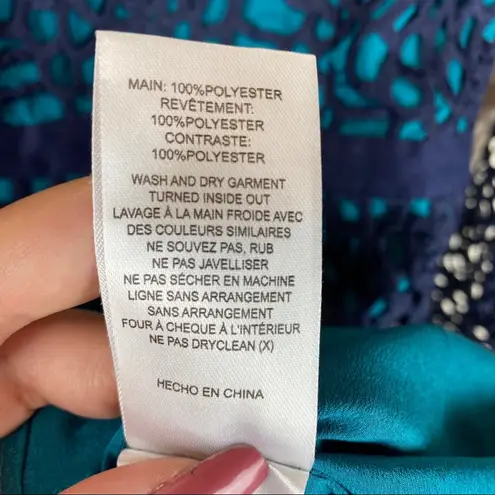 MAIN: 100%POLYESTER
REVÊTEMENT:
100%POLYESTER
CONTRASTE:
100%POLYESTER
WASH AND DRY GARMENT
TURNED INSIDE OUT
LAVAGE À LA MAIN FROIDE AVEC
DES COULEURS SIMILAIRES
NE SOUVEZ PAS, RUB
NE PAS JAVELLISER
NE PAS SÉCHER EN MACHINE
LIGNE SANS ARRANGEMENT
SANS ARRANGEMENT
FOUR À CHEQUE À L'INTÉRIEUR
NE PAS DRYCLEAN (X)
HECHO EN CHINA